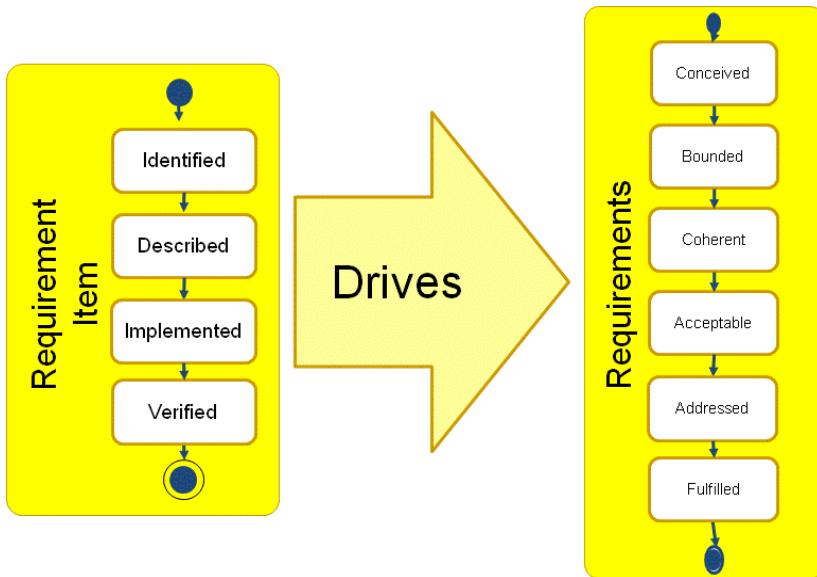 Requirement
Item
Identified
Described
Implemented
Verified
Drives
Requirements
Conceived
Bounded
Coherent
Acceptable
Addressed
Fulfilled